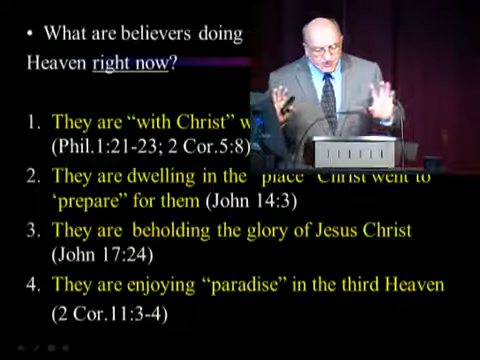 • What are believers doing
Heaven right now?
1. They are “with Christ” w
(Phil.1:21-23; 2 Cor.5:8)
2. They are dwelling in the “place” Christ went to
‘prepare” for them (John 14:3)
3. They are beholding the glory of Jesus Christ
(John 17:24)
4. They are enjoying “paradise” in the third Heaven
(2 Cor.11:3-4)